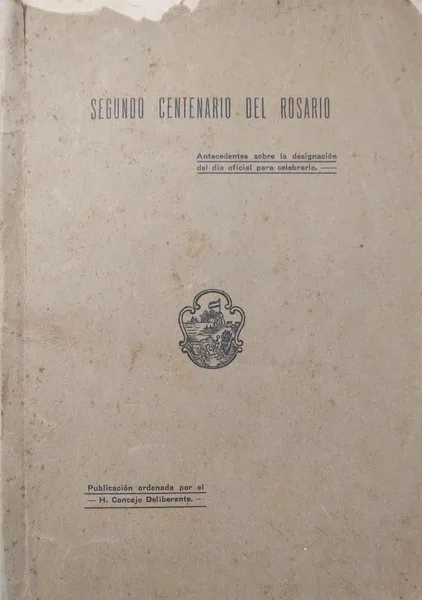 SEGUNDO CENTENARIO DEL ROSARIO
Antecedentes sobre la designación
del día oficial para celebrarlo. —
Publicación ordenada por el
— H. Concejo Deliberante. —